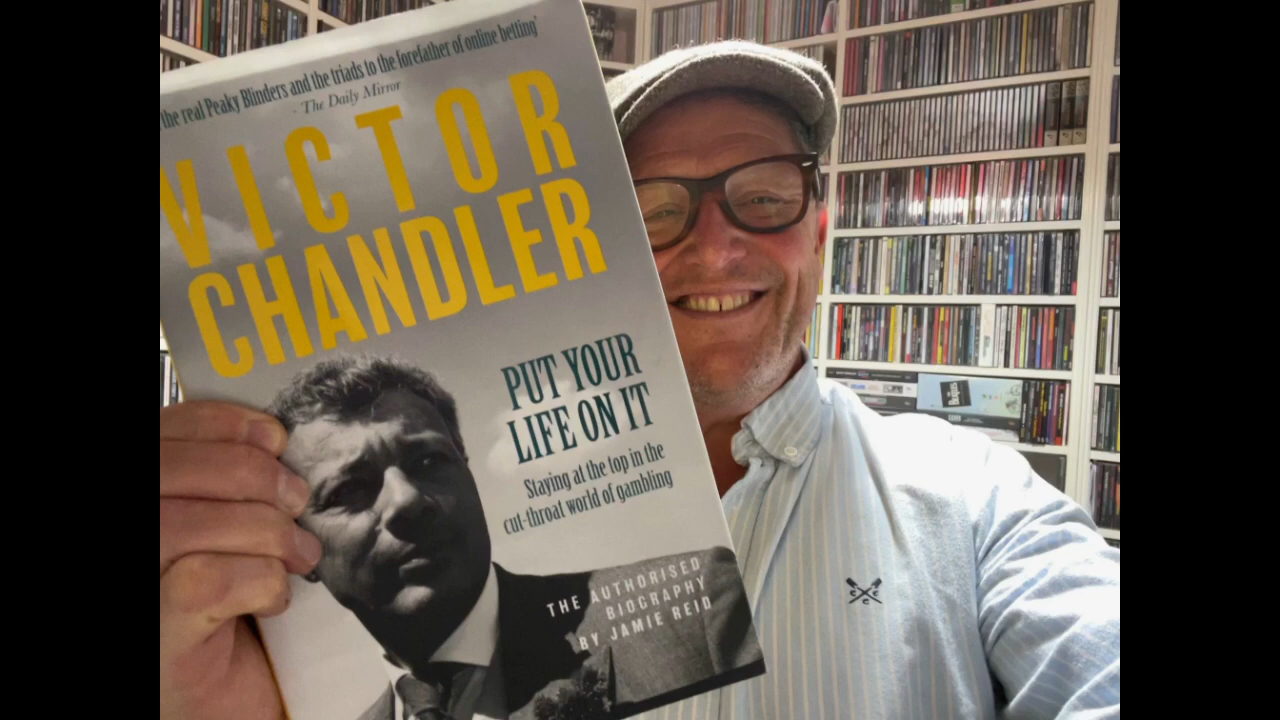 the real Peaky Blinders and the triads to the forefather of online betting'
- The Daily Mirror
VICTOR
CHANDLER
PUT YOUR
LIFE ON IT
Staying at the top in the
cut-throat world of gambling
THE AUTHORISED
BIOGRAPHY
BY JAMIE REID